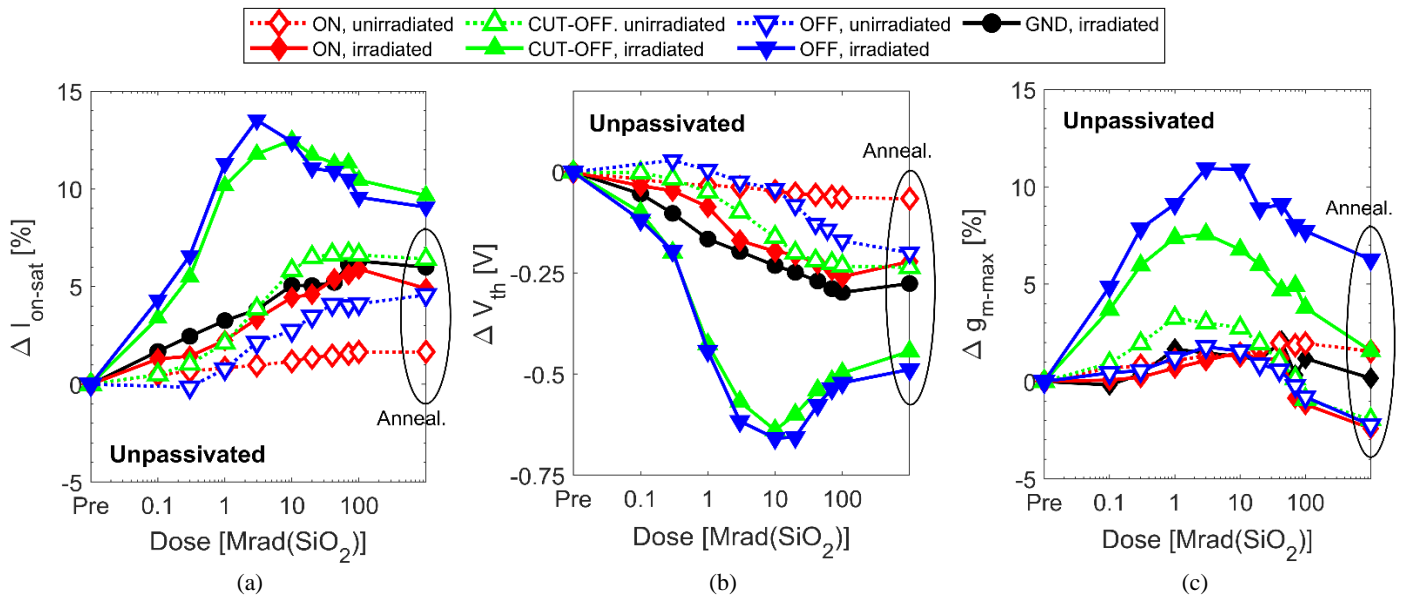 ON, unirradiated CUT-OFF. unirradiated OFF, unirradiated GND, irradiated
ON, irradiated CUT-OFF, irradiated OFF, irradiated
15
10
5
0
-5
Δ I_on-sat [%]
Unpassivated
Anneal.
Unpassivated
Pre 0.1 1 10 100
Dose [Mrad(SiO2)]
(a)
Unpassivated
Anneal.
0
-0.25
-0.5
-0.75
Δ V_th [V]
Pre 0.1 1 10 100
Dose [Mrad(SiO2)]
(b)
15
10
5
0
-5
Δ g_m-max [%]
Unpassivated
Anneal.
Pre 0.1 1 10 100
Dose [Mrad(SiO2)]
(c)